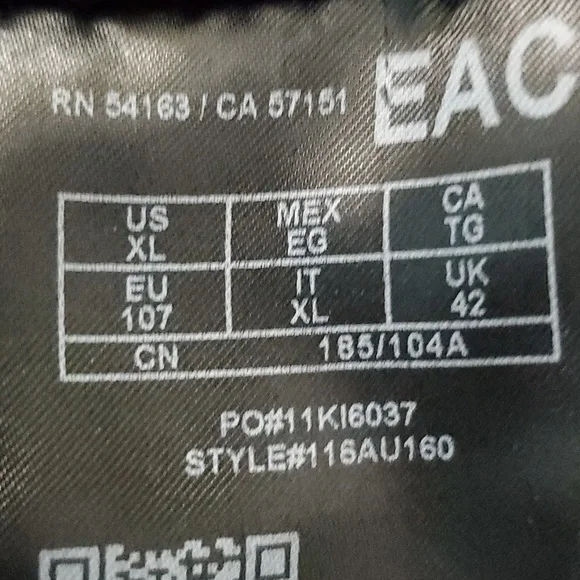 EAC
RN 54163 / CA 57151
US MEX CA
XL EG TG
EU IT UK
107 XL 42
CN 185/104A
PO#11KI6037
STYLE#116AU160